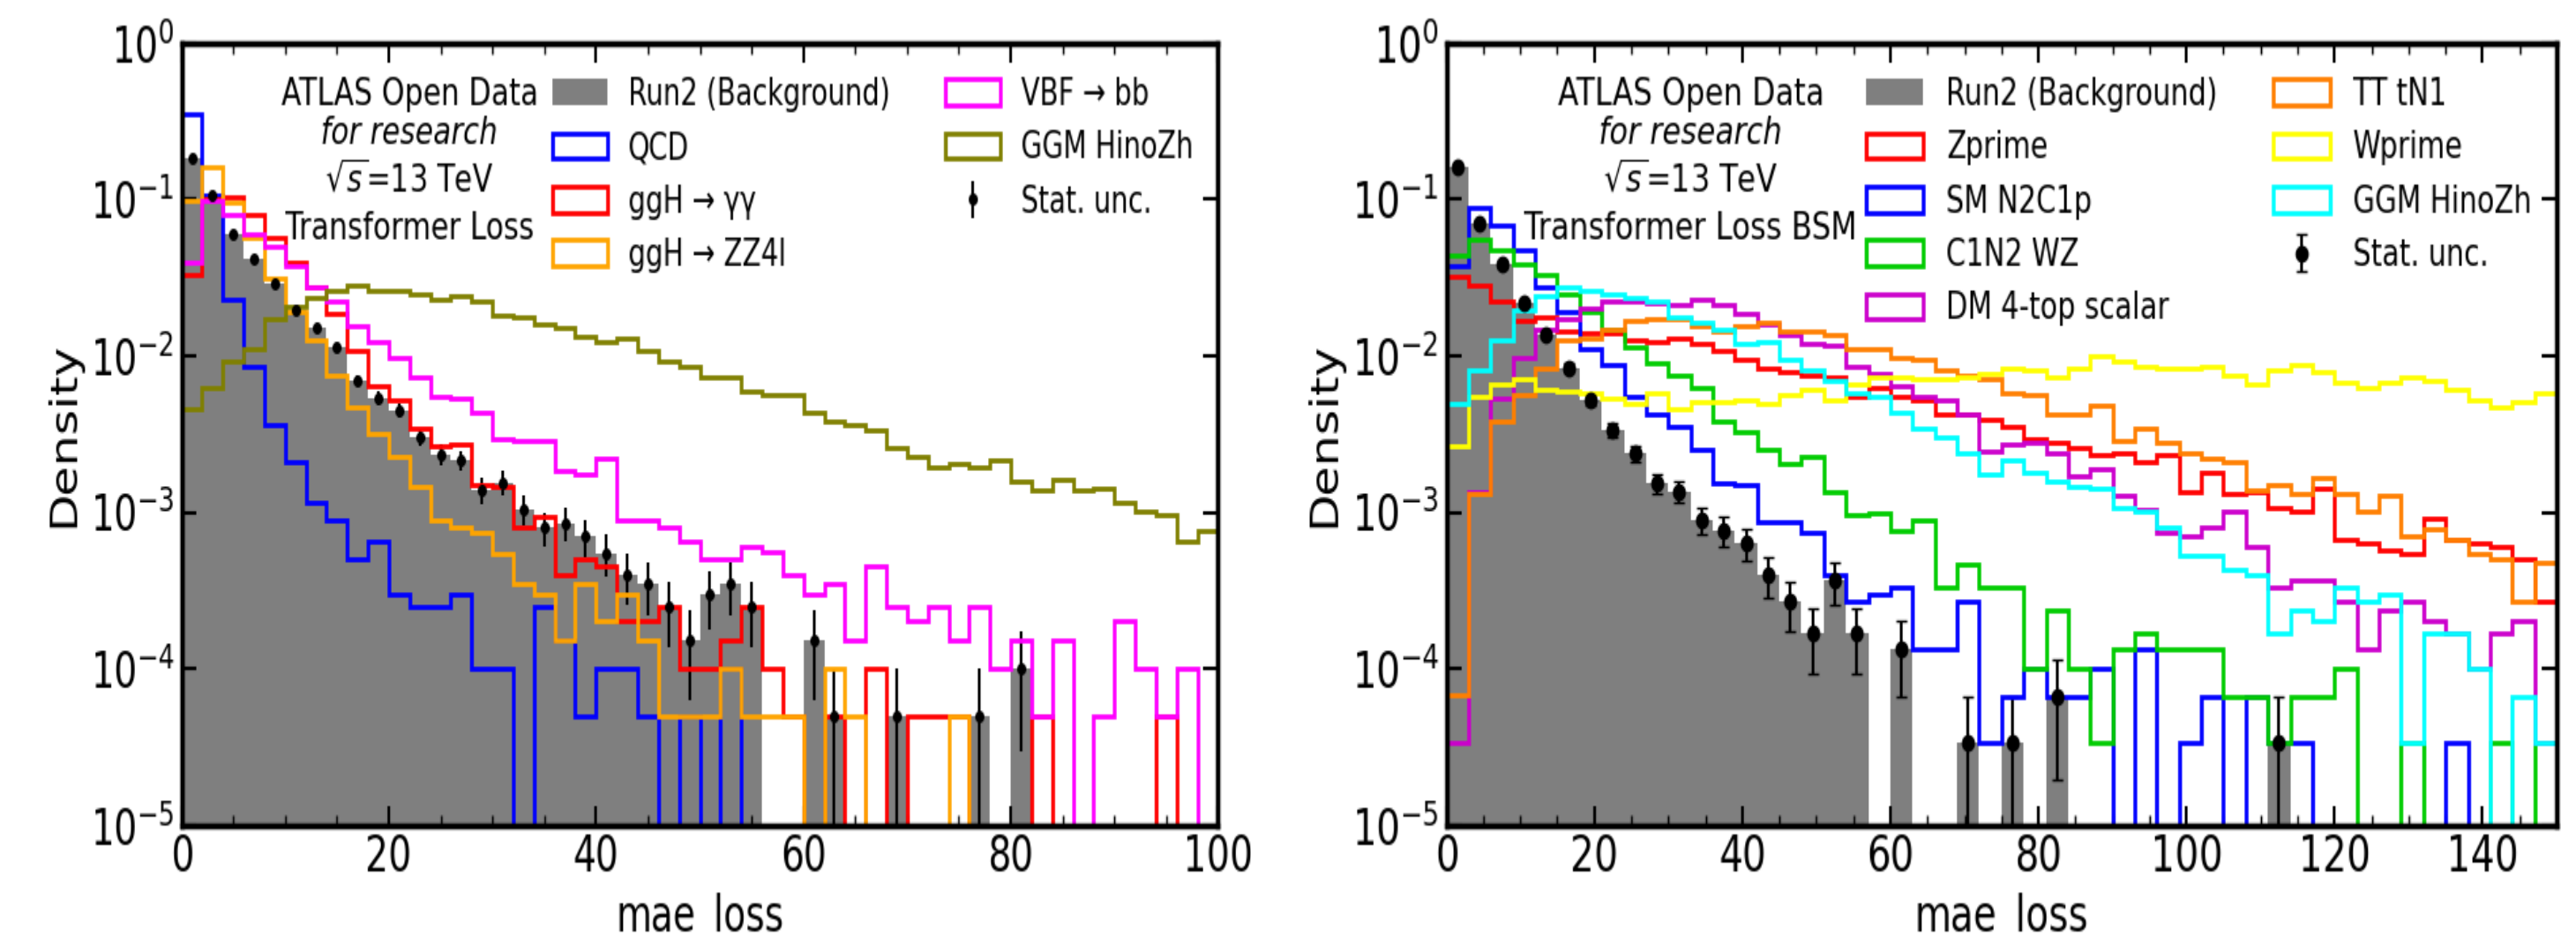 10⁰
10⁻¹
10⁻²
10⁻³
10⁻⁴
10⁻⁵
Density
ATLAS Open Data
for research
√s=13 TeV
Transformer Loss
Run2 (Background)
QCD
ggH → γγ
ggH → ZZ4l
VBF → bb
GGM HinoZh
Stat. unc.
0 20 40 60 80 100
mae loss
10⁰
10⁻¹
10⁻²
10⁻³
10⁻⁴
10⁻⁵
Density
ATLAS Open Data
for research
√s=13 TeV
Transformer Loss BSM
Run2 (Background)
Zprime
SM N2C1p
C1N2 WZ
DM 4-top scalar
TT tN1
Wprime
GGM HinoZh
Stat. unc.
0 20 40 60 80 100 120 140
mae loss